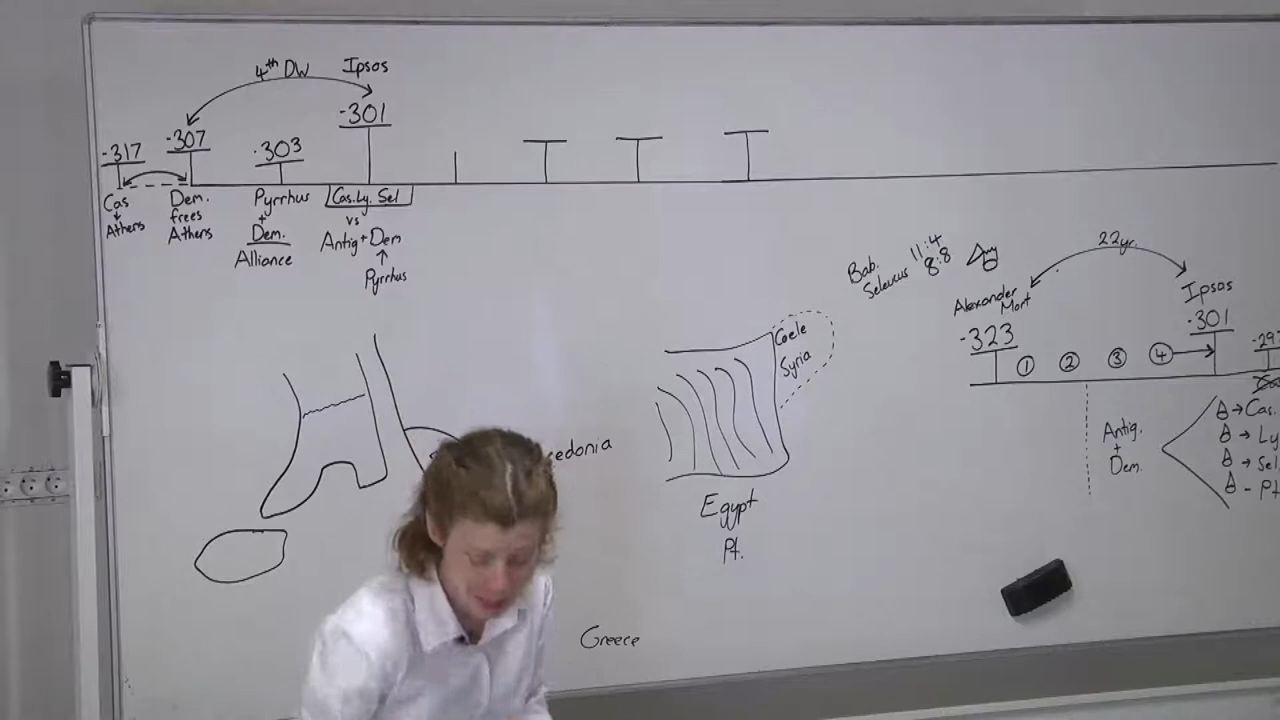 4th DW
Ipsos
-317
-307
-303
-301
Cas
Athens
Dem.
frees
Athens
Pyrrhus
+
Dem.
Alliance
Cas. Ly. Sel
vs
Antig + Dem
Pyrrhus
edonia
Greece
Coele
Syria
Egypt
Pt.
Bab.
Seleucus
11:4
8:8
Alexander
Mort
-323
22yr.
Ipsos
-301
-297
1 2 3 4
Antig.
+
Dem.
→ Cas.
→ Ly
→ Sel
- Pt